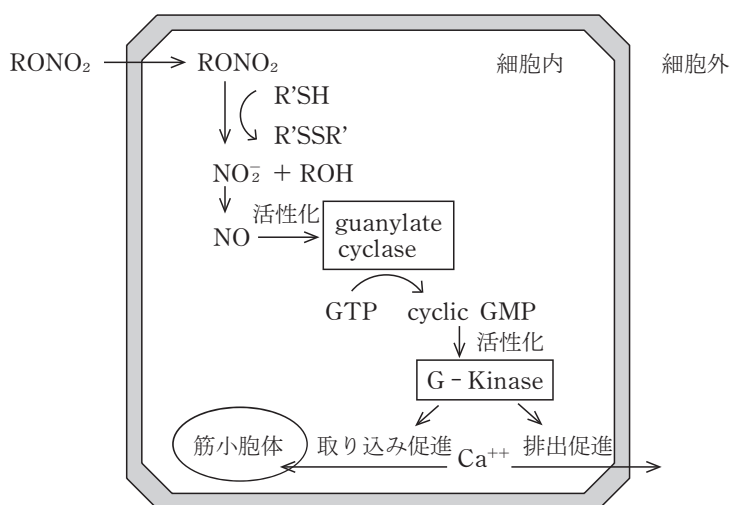 RONO₂ RONO₂ 細胞内 細胞外
R'SH
R'SSR'
NO₂⁻ + ROH
活性化
NO
guanylate
cyclase
GTP cyclic GMP
活性化
G - Kinase
筋小胞体 取り込み促進 Ca⁺⁺ 排出促進